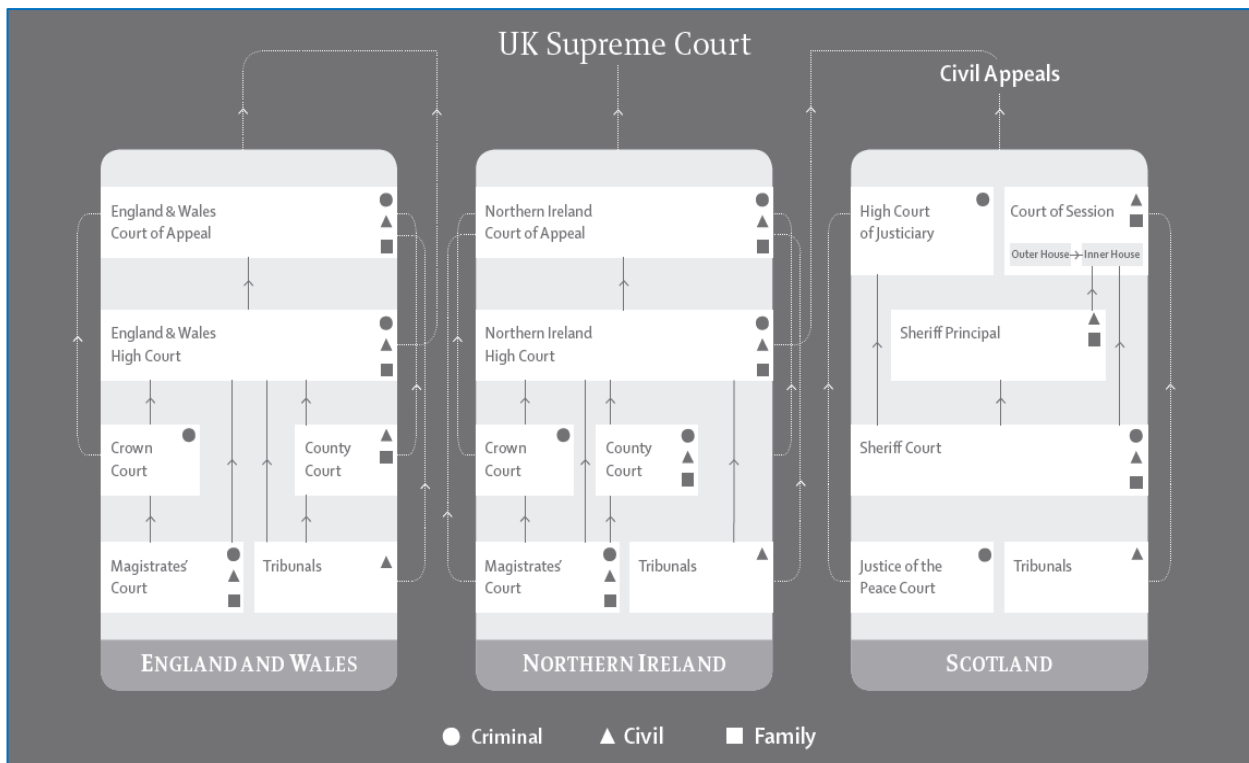 UK Supreme Court
Civil Appeals
England & Wales
Court of Appeal
England & Wales
High Court
Crown
Court
County
Court
Magistrates’
Court
Tribunals
ENGLAND AND WALES
Northern Ireland
Court of Appeal
Northern Ireland
High Court
Crown
Court
County
Court
Magistrates’
Court
Tribunals
NORTHERN IRELAND
High Court
of Justiciary
Court of Session
Outer House
Inner House
Sheriff Principal
Sheriff Court
Justice of the
Peace Court
Tribunals
SCOTLAND
Criminal
Civil
Family